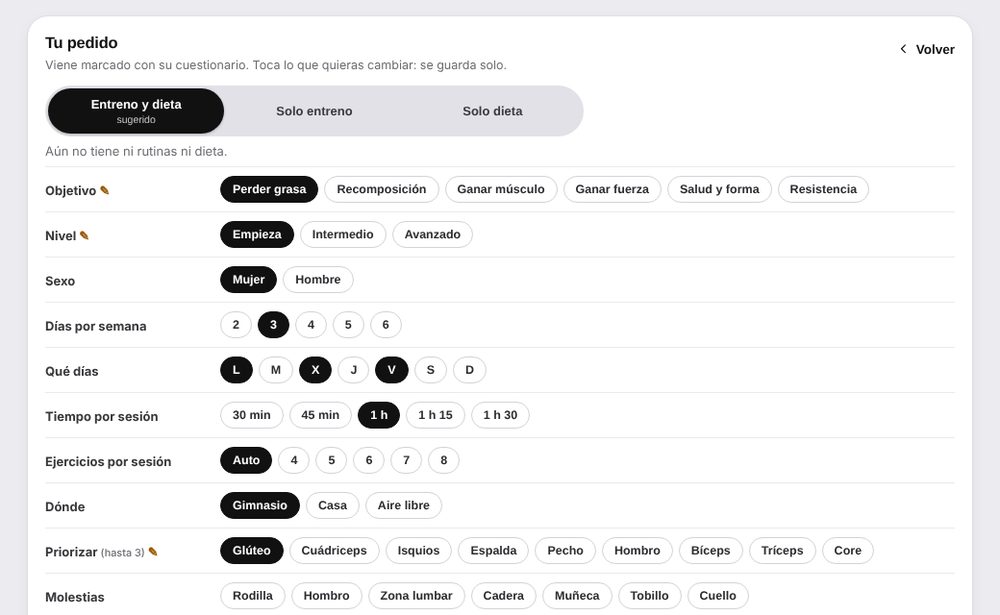 Tu pedido
Volver
Viene marcado con su cuestionario. Toca lo que quieras cambiar: se guarda solo.
Entreno y dieta
sugerido
Solo entreno
Solo dieta
Aún no tiene ni rutinas ni dieta.
Objetivo ✎ Perder grasa Recomposición Ganar músculo Ganar fuerza Salud y forma Resistencia
Nivel ✎ Empieza Intermedio Avanzado
Sexo Mujer Hombre
Días por semana 2 3 4 5 6
Qué días L M X J V S D
Tiempo por sesión 30 min 45 min 1 h 1 h 15 1 h 30
Ejercicios por sesión Auto 4 5 6 7 8
Dónde Gimnasio Casa Aire libre
Priorizar (hasta 3) ✎ Glúteo Cuádriceps Isquios Espalda Pecho Hombro Bíceps Tríceps Core
Molestias Rodilla Hombro Zona lumbar Cadera Muñeca Tobillo Cuello